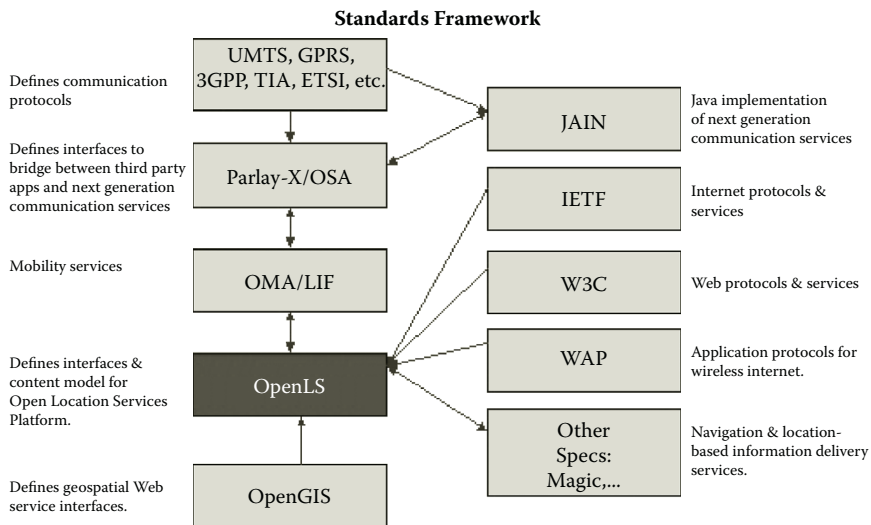 Standards Framework
Defines communication
protocols
UMTS, GPRS,
3GPP, TIA, ETSI, etc.
JAIN
Java implementation
of next generation
communication services
Defines interfaces to
bridge between third party
apps and next generation
communication services
Parlay-X/OSA
IETF
Internet protocols &
services
Mobility services
OMA/LIF
W3C
Web protocols & services
Defines interfaces &
content model for
Open Location Services
Platform.
OpenLS
WAP
Application protocols for
wireless internet.
Other
Specs:
Magic,...
Navigation & location-
based information delivery
services.
Defines geospatial Web
service interfaces.
OpenGIS